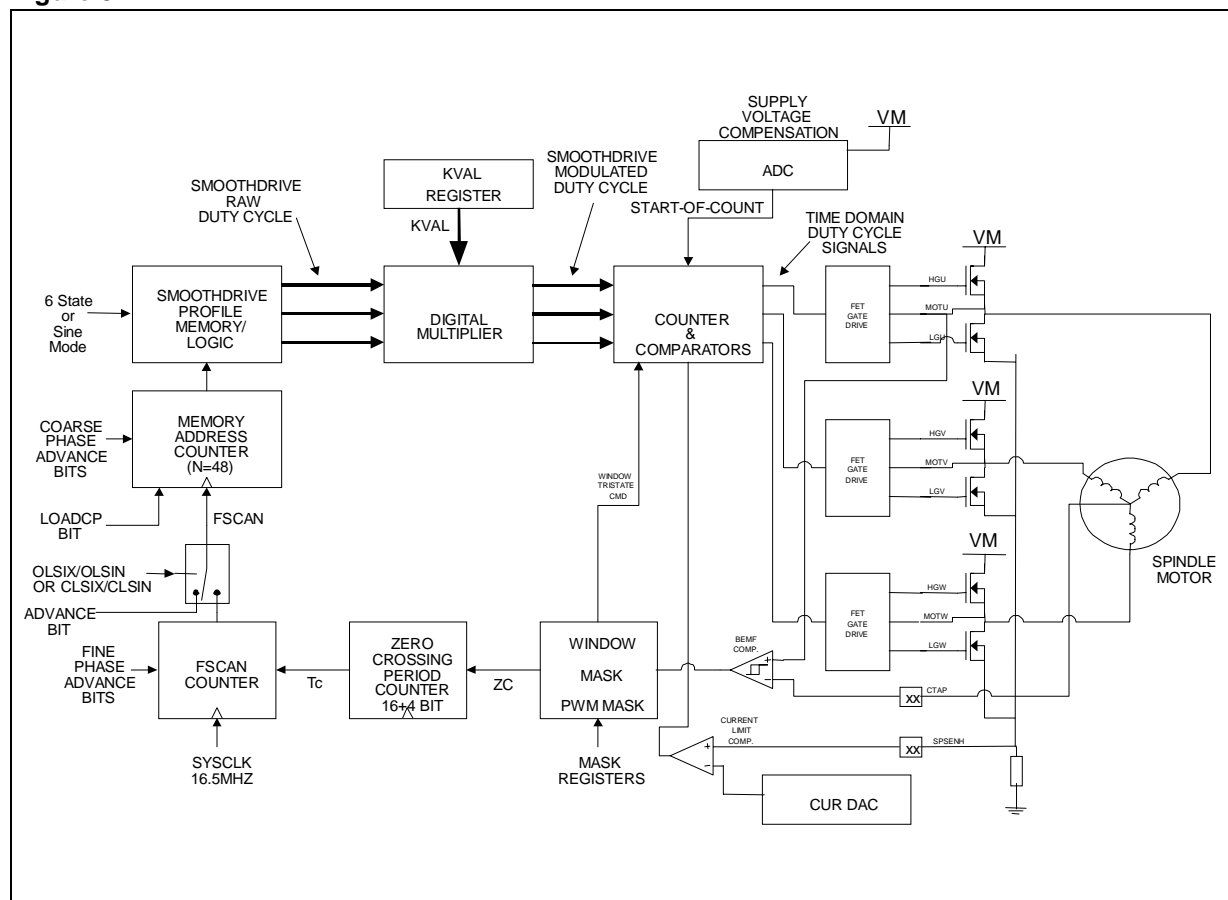 SUPPLY
VOLTAGE
COMPENSATION
VM
ADC
START-OF-COUNT
SMOOTHDRIVE
RAW
DUTY CYCLE
KVAL
REGISTER
KVAL
SMOOTHDRIVE
MODULATED
DUTY CYCLE
TIME DOMAIN
DUTY CYCLE
SIGNALS
6 State
or
Sine
Mode
SMOOTHDRIVE
PROFILE
MEMORY/
LOGIC
DIGITAL
MULTIPLIER
COUNTER
&
COMPARATORS
FET
GATE
DRIVE
HGU
MOTU
LGU
VM
COARSE
PHASE
ADVANCE
BITS
MEMORY
ADDRESS
COUNTER
(N=48)
LOADCP
BIT
FSCAN
WINDOW
TRISTATE
CMD
FET
GATE
DRIVE
HGV
MOTV
LGV
VM
SPINDLE
MOTOR
OLSIX/OLSIN
OR CLSIX/CLSIN
ADVANCE
BIT
FINE
PHASE
ADVANCE
BITS
FSCAN
COUNTER
SYSCLK
16.5MHZ
Tc
ZERO
CROSSING
PERIOD
COUNTER
16+4 BIT
ZC
WINDOW
MASK
PWM MASK
MASK
REGISTERS
BEMF
COMP.
+
−
FET
GATE
DRIVE
HGW
MOTW
LGW
VM
XX
CTAP
CURRENT
LIMIT
COMP.
+
−
XX
SPSENH
CUR DAC